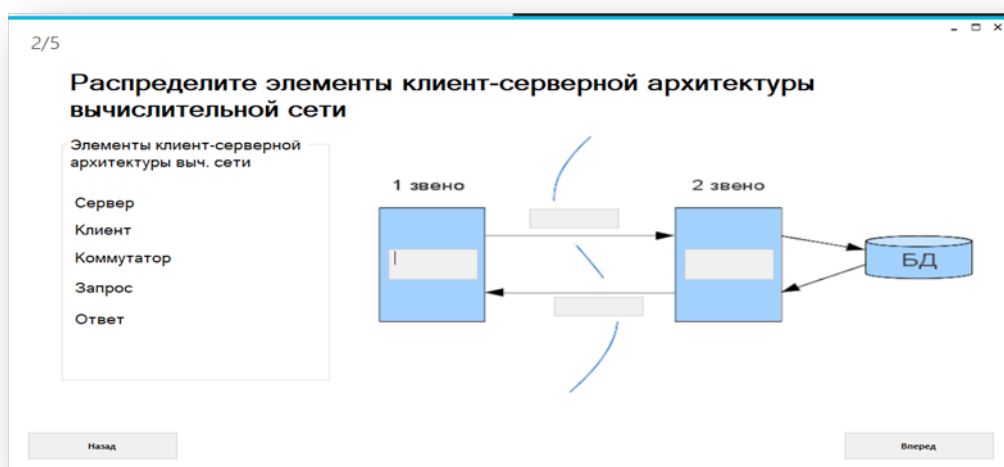 2/5
Распределите элементы клиент-серверной архитектуры
вычислительной сети
Элементы клиент-серверной
архитектуры выч. сети
Сервер
Клиент
Коммутатор
Запрос
Ответ
1 звено
2 звено
БД
Назад
Вперед